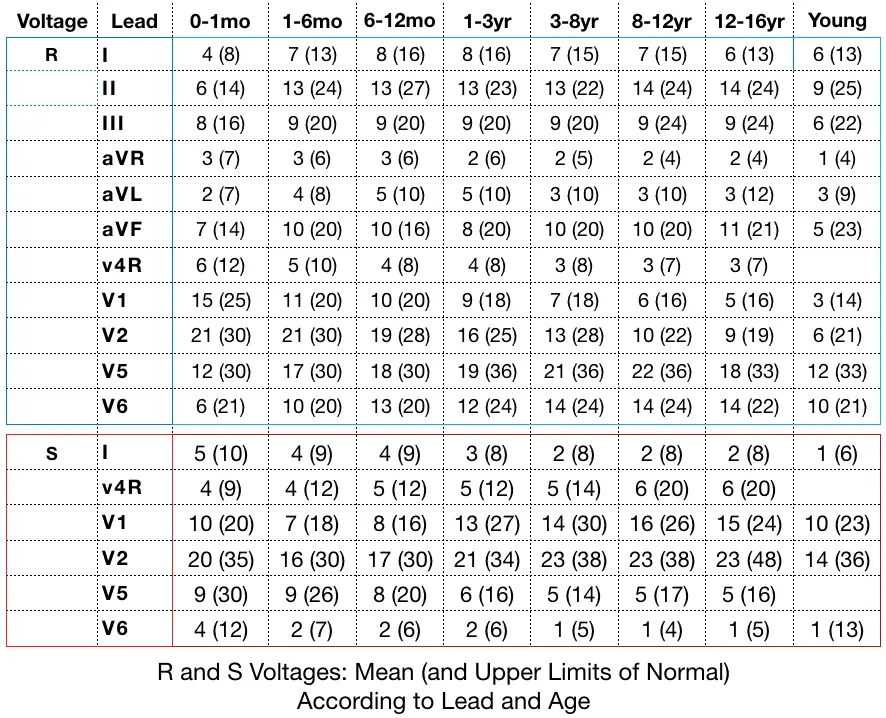 Voltage Lead 0-1mo 1-6mo 6-12mo 1-3yr 3-8yr 8-12yr 12-16yr Young
R I 4 (8) 7 (13) 8 (16) 8 (16) 7 (15) 7 (15) 6 (13) 6 (13)
II 6 (14) 13 (24) 13 (27) 13 (23) 13 (22) 14 (24) 14 (24) 9 (25)
III 8 (16) 9 (20) 9 (20) 9 (20) 9 (20) 9 (24) 9 (24) 6 (22)
aVR 3 (7) 3 (6) 3 (6) 2 (6) 2 (5) 2 (4) 2 (4) 1 (4)
aVL 2 (7) 4 (8) 5 (10) 5 (10) 3 (10) 3 (10) 3 (12) 3 (9)
aVF 7 (14) 10 (20) 10 (16) 8 (20) 10 (20) 10 (20) 11 (21) 5 (23)
v4R 6 (12) 5 (10) 4 (8) 4 (8) 3 (8) 3 (7) 3 (7)
V1 15 (25) 11 (20) 10 (20) 9 (18) 7 (18) 6 (16) 5 (16) 3 (14)
V2 21 (30) 21 (30) 19 (28) 16 (25) 13 (28) 10 (22) 9 (19) 6 (21)
V5 12 (30) 17 (30) 18 (30) 19 (36) 21 (36) 22 (36) 18 (33) 12 (33)
V6 6 (21) 10 (20) 13 (20) 12 (24) 14 (24) 14 (24) 14 (22) 10 (21)
S I 5 (10) 4 (9) 4 (9) 3 (8) 2 (8) 2 (8) 2 (8) 1 (6)
v4R 4 (9) 4 (12) 5 (12) 5 (12) 5 (14) 6 (20) 6 (20)
V1 10 (20) 7 (18) 8 (16) 13 (27) 14 (30) 16 (26) 15 (24) 10 (23)
V2 20 (35) 16 (30) 17 (30) 21 (34) 23 (38) 23 (38) 23 (48) 14 (36)
V5 9 (30) 9 (26) 8 (20) 6 (16) 5 (14) 5 (17) 5 (16)
V6 4 (12) 2 (7) 2 (6) 2 (6) 1 (5) 1 (4) 1 (5) 1 (13)
R and S Voltages: Mean (and Upper Limits of Normal)
According to Lead and Age